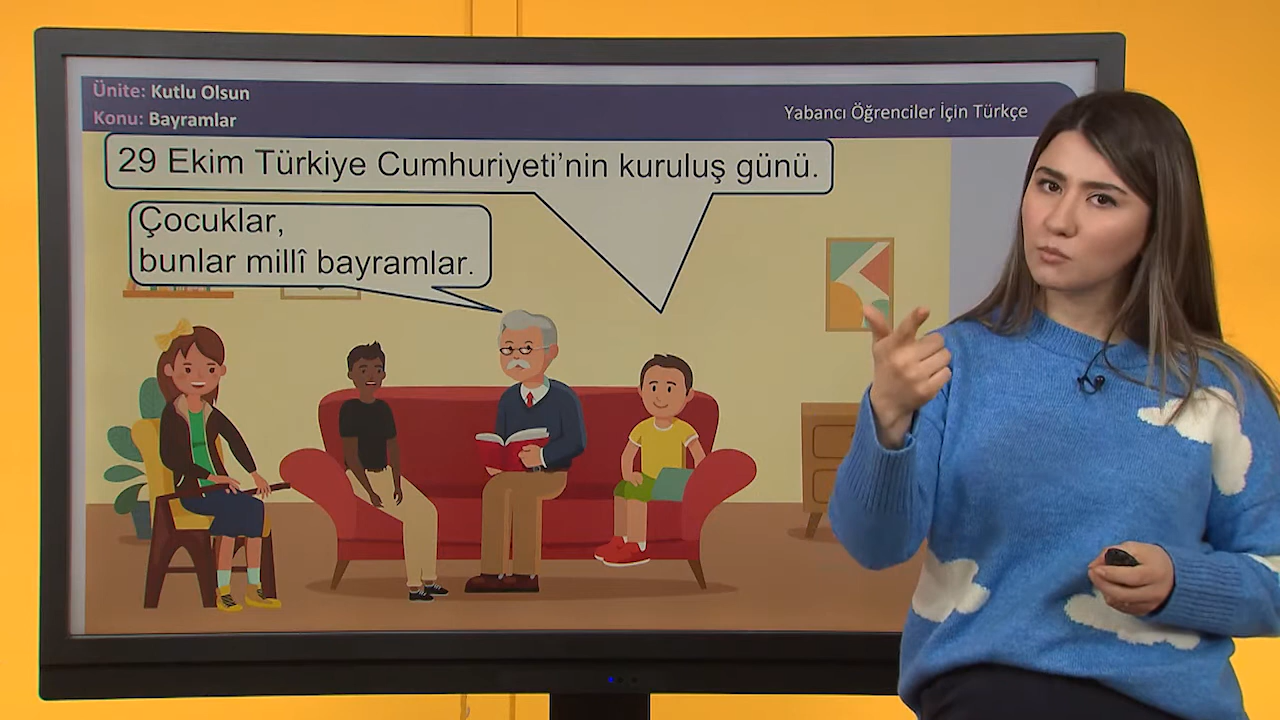 Ünite: Kutlu Olsun
Konu: Bayramlar
Yabancı Öğrenciler İçin Türkçe
29 Ekim Türkiye Cumhuriyeti’nin kuruluş günü.
Çocuklar,
bunlar millî bayramlar.